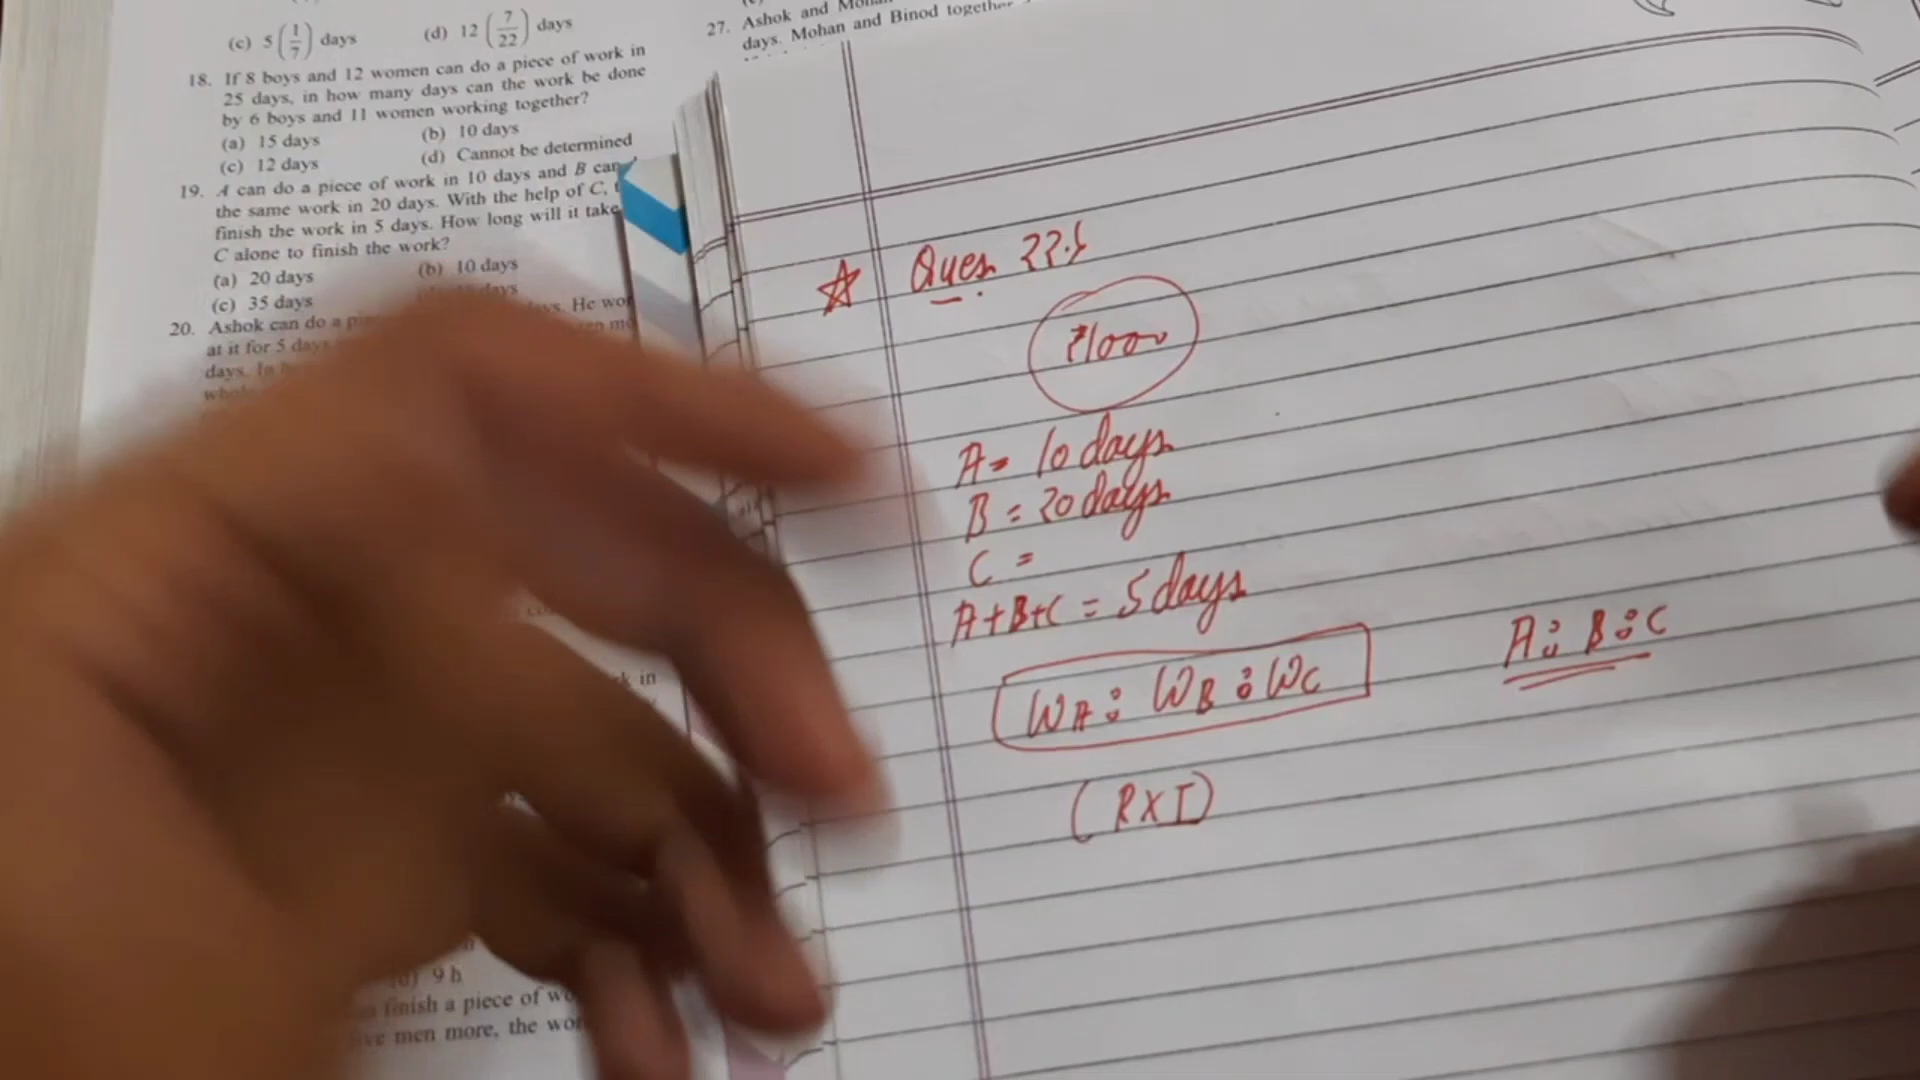 (c) 5 (1/7) days (d) 12 (7/22) days
18. If 8 boys and 12 women can do a piece of work in
25 days, in how many days can the work be done
by 6 boys and 11 women working together?
(a) 15 days (b) 10 days
(c) 12 days (d) Cannot be determined
19. A can do a piece of work in 10 days and B can
the same work in 20 days. With the help of C,
finish the work in 5 days. How long will it take
C alone to finish the work?
(a) 20 days (b) 10 days
(c) 35 days days
20. Ashok can do a days. He
at it for 5 days
days. In
in
(d) 9 h
finish a piece of
men more, the
27. Ashok and
days. Mohan and Binod together
Ques.
₹1000
A = 10 days
B = 20 days
C =
A+B+C = 5 days
WA : WB : WC
A : B : C
(RXI)